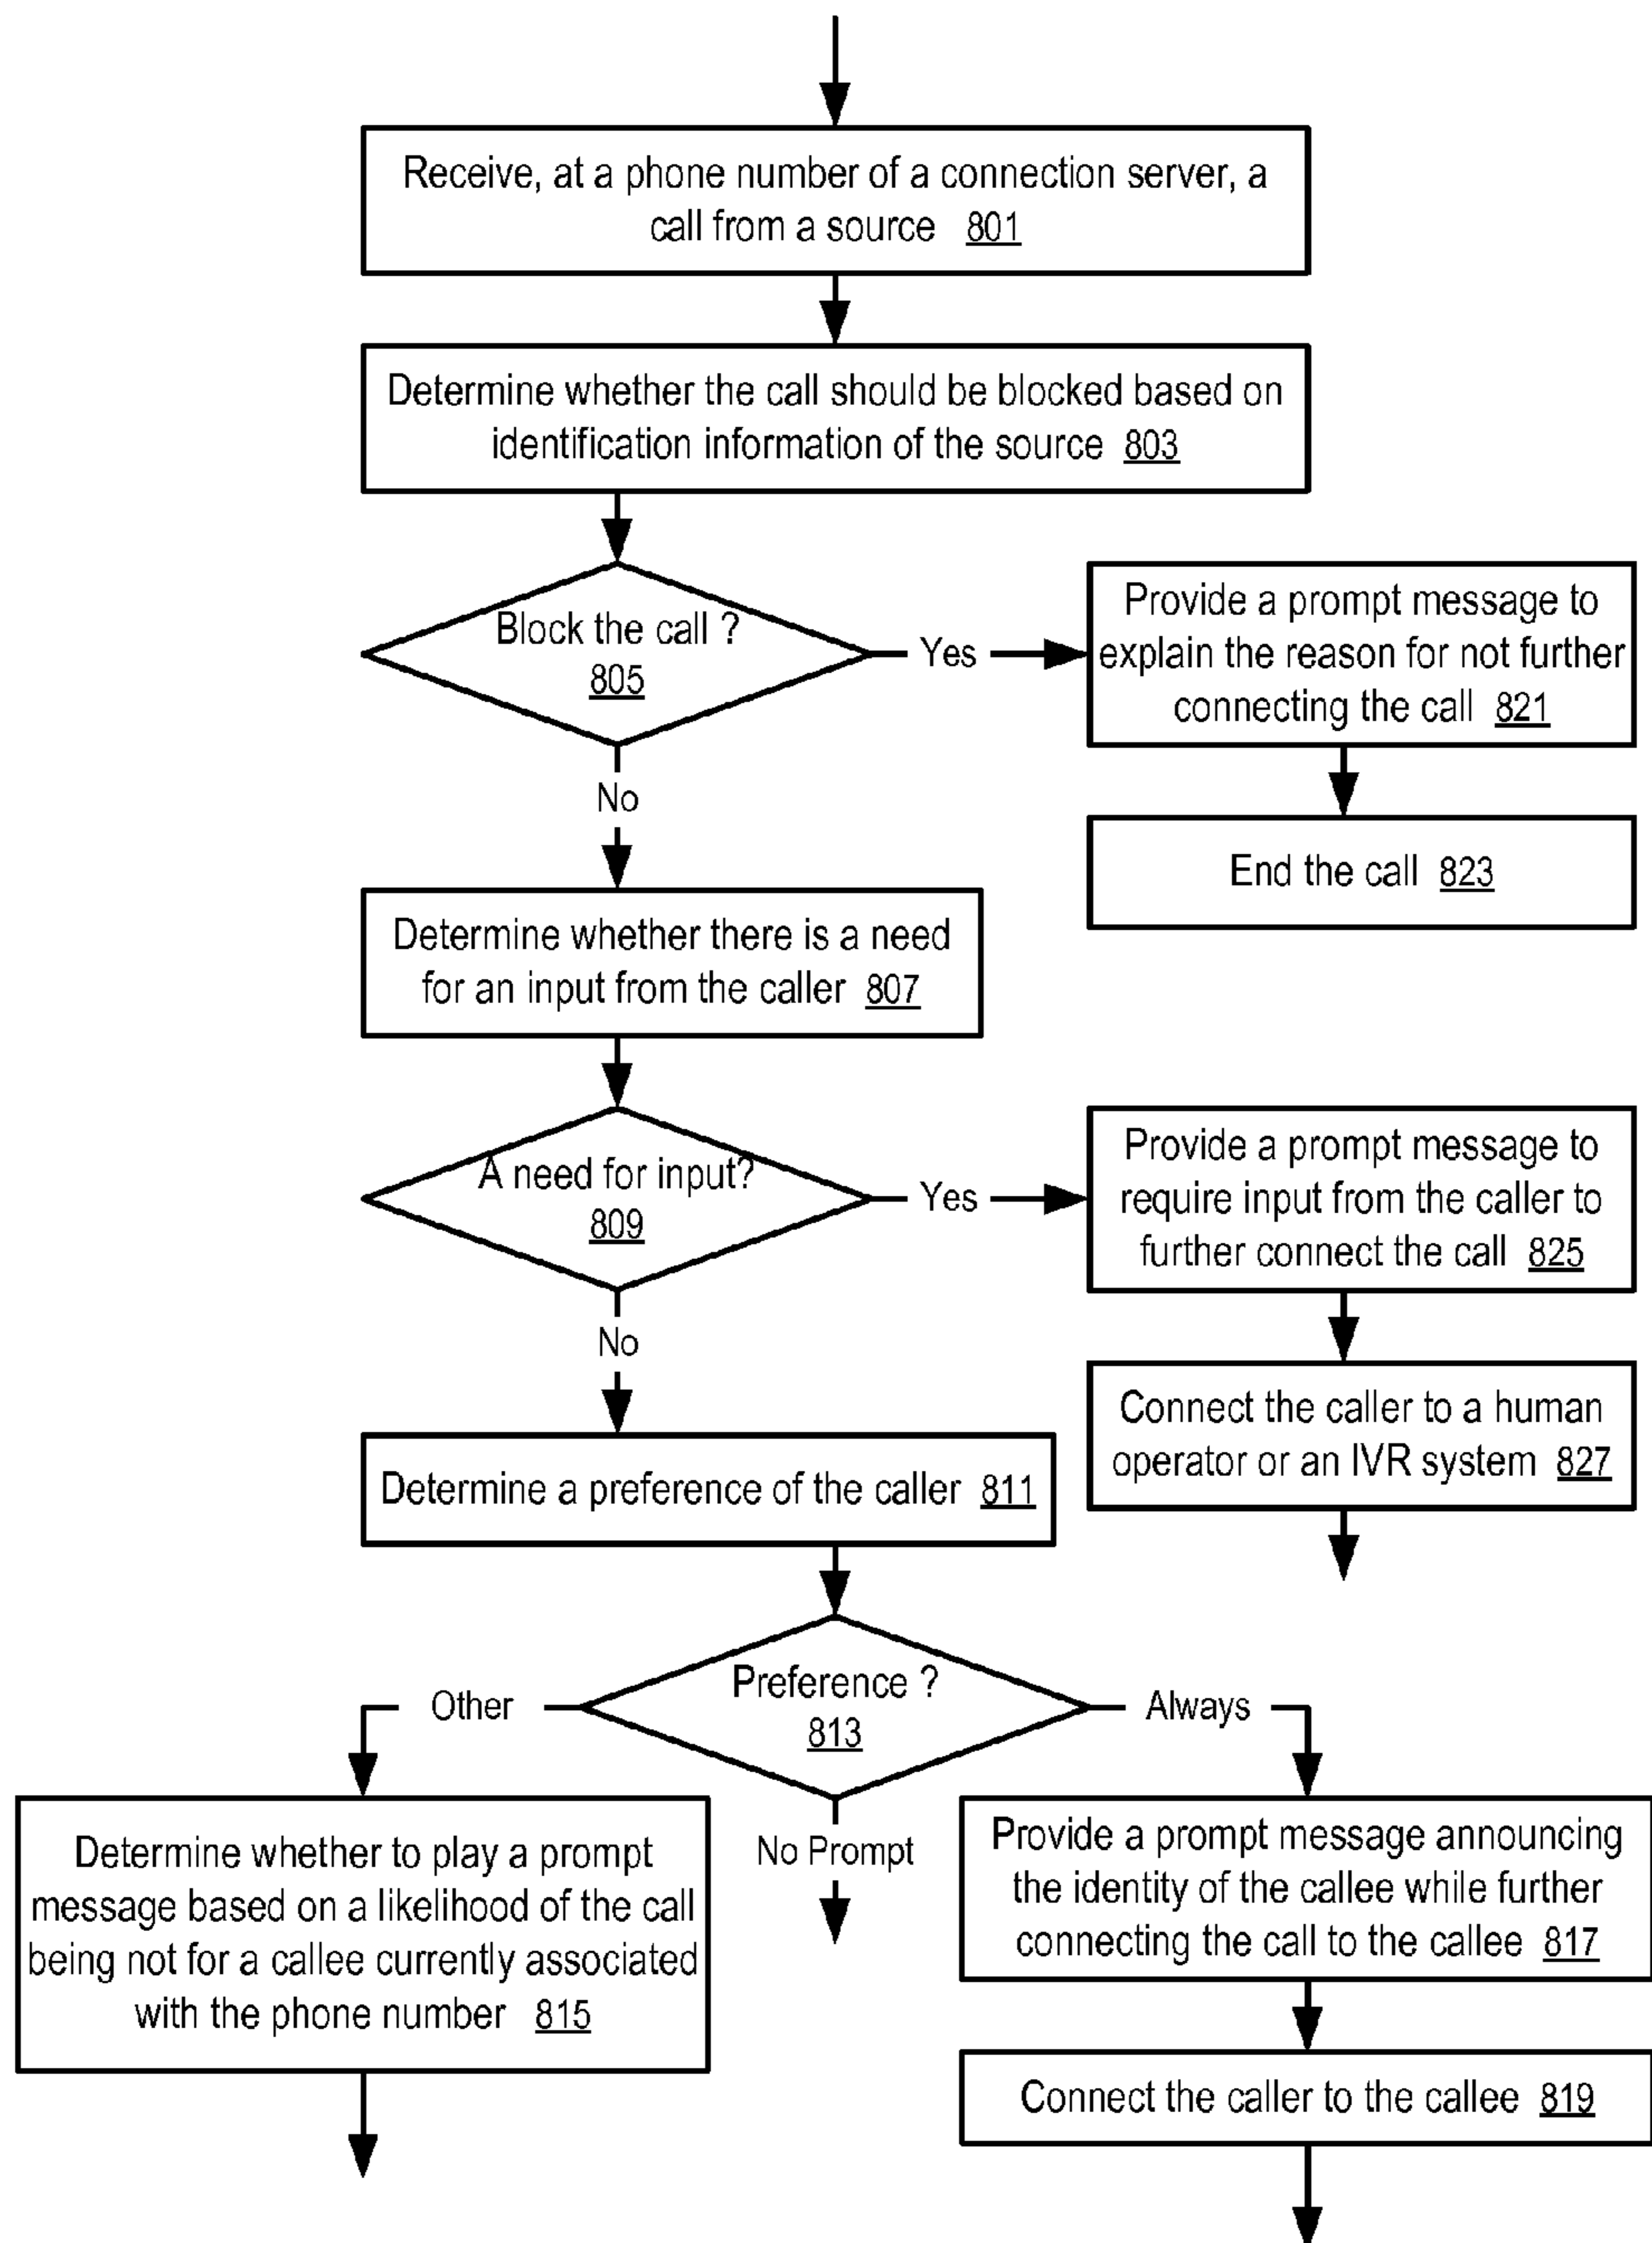 Receive, at a phone number of a connection server, a
call from a source 801
Determine whether the call should be blocked based on
identification information of the source 803
Block the call ?
805
Yes
Provide a prompt message to
explain the reason for not further
connecting the call 821
No
End the call 823
Determine whether there is a need
for an input from the caller 807
A need for input?
809
Yes
Provide a prompt message to
require input from the caller to
further connect the call 825
No
Connect the caller to a human
operator or an IVR system 827
Determine a preference of the caller 811
Preference ?
813
Other
Always
No Prompt
Determine whether to play a prompt
message based on a likelihood of the call
being not for a callee currently associated
with the phone number 815
Provide a prompt message announcing
the identity of the callee while further
connecting the call to the callee 817
Connect the caller to the callee 819